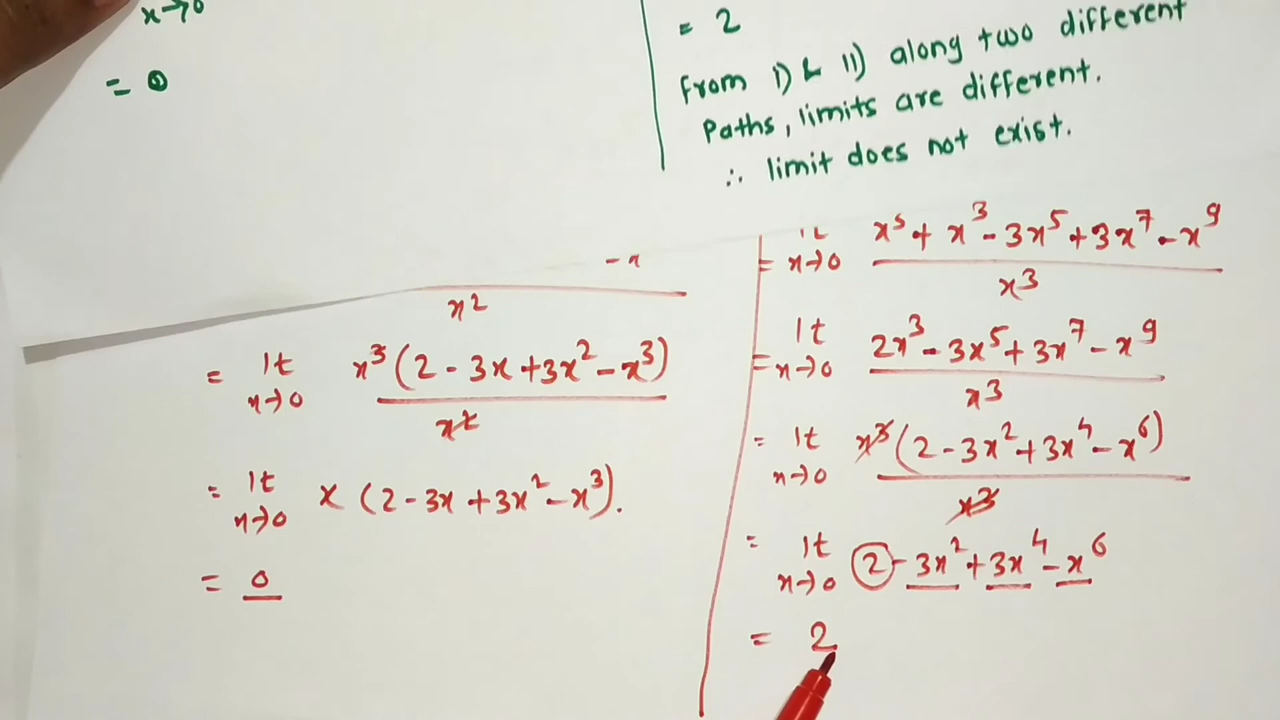 x→0
= 0
= 2
from i) & ii) along two different
paths, limits are different.
∴ limit does not exist.
-x
x²
= lt x→0 x³(2-3x+3x²-x³) / x²
= lt x→0 x (2-3x+3x²-x³).
= 0
= lt x→0 x³+x³-3x⁵+3x⁷-x⁹ / x³
= lt x→0 2x³-3x⁵+3x⁷-x⁹ / x³
= lt x→0 x³(2-3x²+3x⁴-x⁶) / x³
= lt x→0 2-3x²+3x⁴-x⁶
= 2